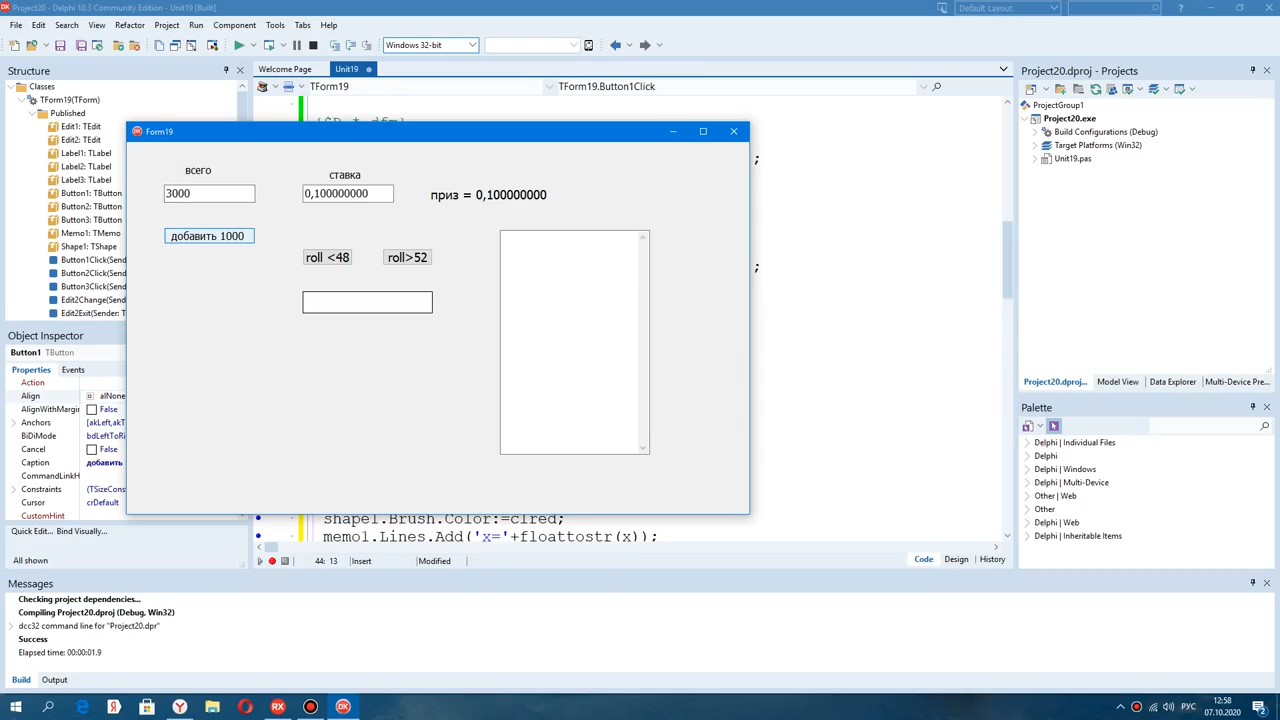 Project20 - Delphi 10.3 Community Edition - Unit19 [Built]
Default Layout
File Edit Search View Refactor Project Run Component Tools Tabs Help
Windows 32-bit
Structure
Classes
TForm19(TForm)
Published
Edit1: TEdit
Edit2: TEdit
Label1: TLabel
Label2: TLabel
Label3: TLabel
Button1: TButton
Button2: TButton
Button3: TButton
Memo1: TMemo
Shape1: TShape
Button1Click(Send
Button2Click(Send
Button3Click(Send
Edit2Change(Send
Edit2Exit(Sender: T
Object Inspector
Button1 TButton
Properties Events
Action
Align alNone
AlignWithMargin False
Anchors [akLeft,akT
BiDiMode bdLeftToRi
Cancel False
Caption добавить
CommandLinkH
Constraints (TSizeConst
Cursor crDefault
CustomHint
Quick Edit... Bind Visually...
All shown
Welcome Page Unit19
TForm19 TForm19.Button1Click
;
;
Form19
всего ставка
3000 0,100000000 приз = 0,100000000
добавить 1000
roll <48 roll>52
shape1.Brush.Color:=clred;
memo1.Lines.Add('x='+floattostr(x));
44: 13 Insert Modified
Code Design History
Project20.dproj - Projects
ProjectGroup1
Project20.exe
Build Configurations (Debug)
Target Platforms (Win32)
Unit19.pas
Project20.dproj... Model View Data Explorer Multi-Device Pre...
Palette
Delphi | Individual Files
Delphi
Delphi | Windows
Delphi | Multi-Device
Other | Web
Other
Delphi | Web
Delphi | Inheritable Items
Messages
Checking project dependencies...
Compiling Project20.dproj (Debug, Win32)
dcc32 command line for "Project20.dpr"
Success
Elapsed time: 00:00:01.9
Build Output
РУС
12:58
07.10.2020
2